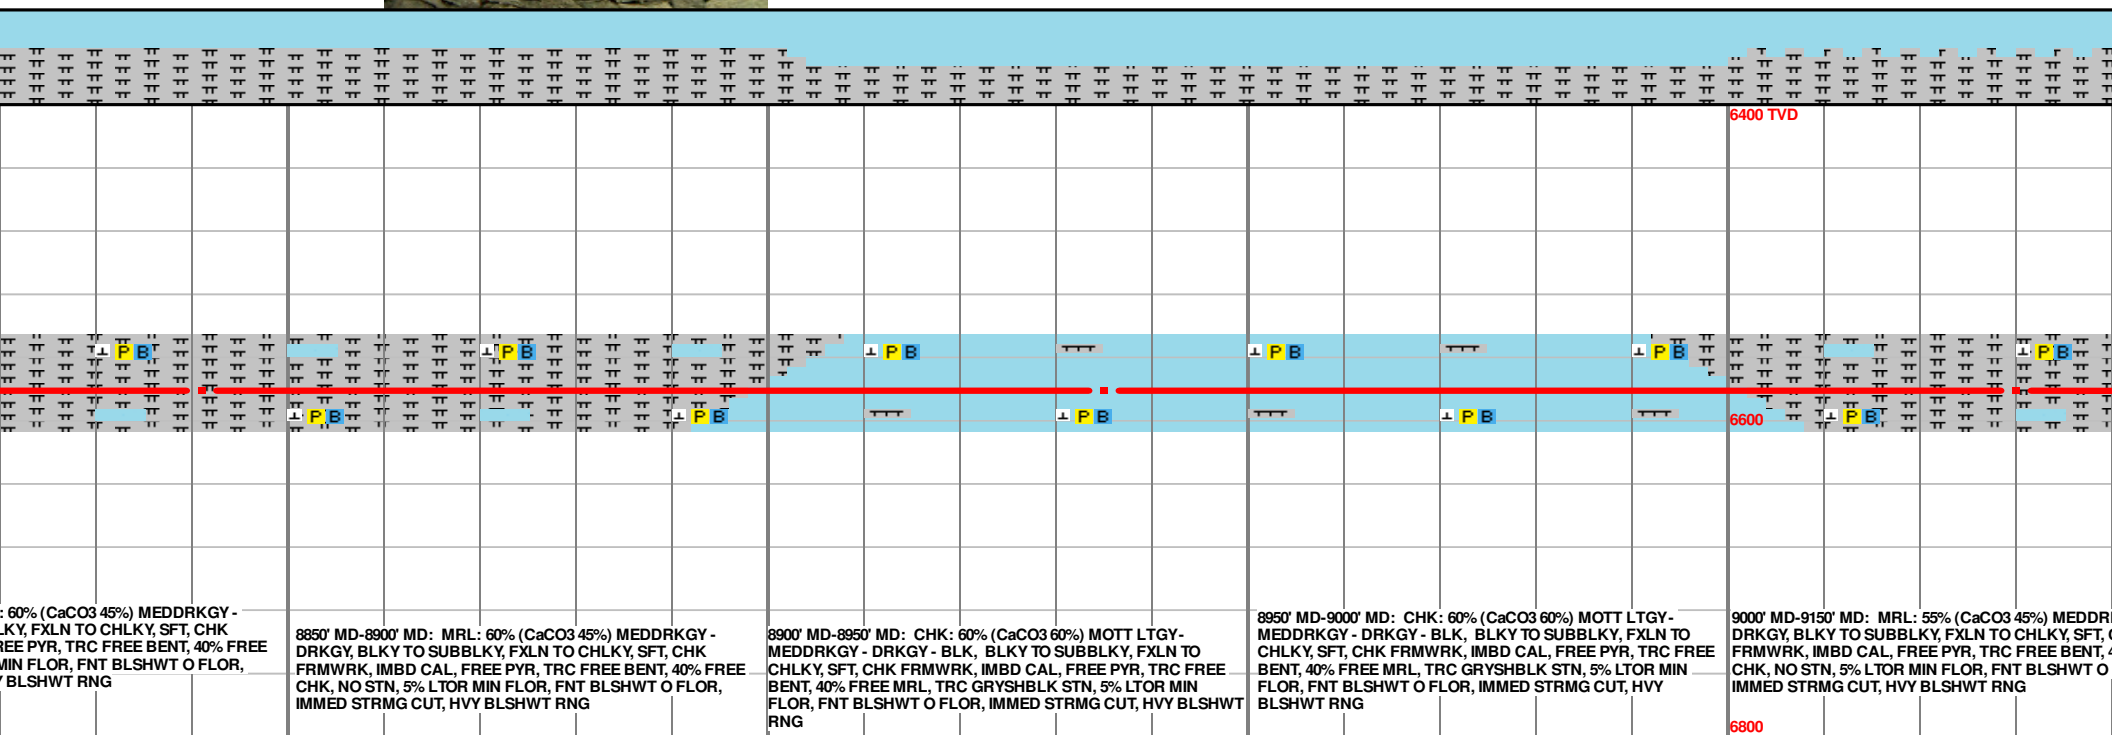 6400 TVD
P B
P B
P B
P B
P B
P B
P B
P B
P B
P B
P B
6600
: 60% (CaCO3 45%) MEDDRKGY -
LKY, FXLN TO CHLKY, SFT, CHK
REE PYR, TRC FREE BENT, 40% FREE
MIN FLOR, FNT BLSHWT O FLOR,
Y BLSHWT RNG
8850' MD-8900' MD: MRL: 60% (CaCO3 45%) MEDDRKGY -
DRKGY, BLKY TO SUBBLKY, FXLN TO CHLKY, SFT, CHK
FRMWRK, IMBD CAL, FREE PYR, TRC FREE BENT, 40% FREE
CHK, NO STN, 5% LTOR MIN FLOR, FNT BLSHWT O FLOR,
IMMED STRMG CUT, HVY BLSHWT RNG
8900' MD-8950' MD: CHK: 60% (CaCO3 60%) MOTT LTGY-
MEDDRKGY - DRKGY - BLK, BLKY TO SUBBLKY, FXLN TO
CHLKY, SFT, CHK FRMWRK, IMBD CAL, FREE PYR, TRC FREE
BENT, 40% FREE MRL, TRC GRYSHBLK STN, 5% LTOR MIN
FLOR, FNT BLSHWT O FLOR, IMMED STRMG CUT, HVY BLSHWT
RNG
8950' MD-9000' MD: CHK: 60% (CaCO3 60%) MOTT LTGY-
MEDDRKGY - DRKGY - BLK, BLKY TO SUBBLKY, FXLN TO
CHLKY, SFT, CHK FRMWRK, IMBD CAL, FREE PYR, TRC FREE
BENT, 40% FREE MRL, TRC GRYSHBLK STN, 5% LTOR MIN
FLOR, FNT BLSHWT O FLOR, IMMED STRMG CUT, HVY
BLSHWT RNG
9000' MD-9150' MD: MRL: 55% (CaCO3 45%) MEDDR
DRKGY, BLKY TO SUBBLKY, FXLN TO CHLKY, SFT,
FRMWRK, IMBD CAL, FREE PYR, TRC FREE BENT,
CHK, NO STN, 5% LTOR MIN FLOR, FNT BLSHWT O
IMMED STRMG CUT, HVY BLSHWT RNG
6800